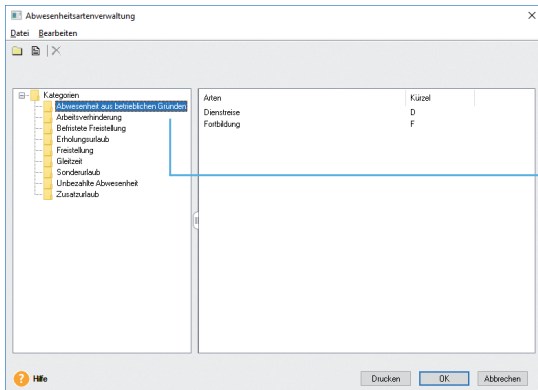 Abwesenheitsartenverwaltung
Datei Bearbeiten
Kategorien
Abwesenheit aus betrieblichen Gründen
Arbeitsverhinderung
Befristete Freistellung
Erholungsurlaub
Freistellung
Gleitzeit
Sonderurlaub
Unbezahlte Abwesenheit
Zusatzurlaub
Arten Kürzel
Dienstreise D
Fortbildung F
Hilfe Drucken OK Abbrechen